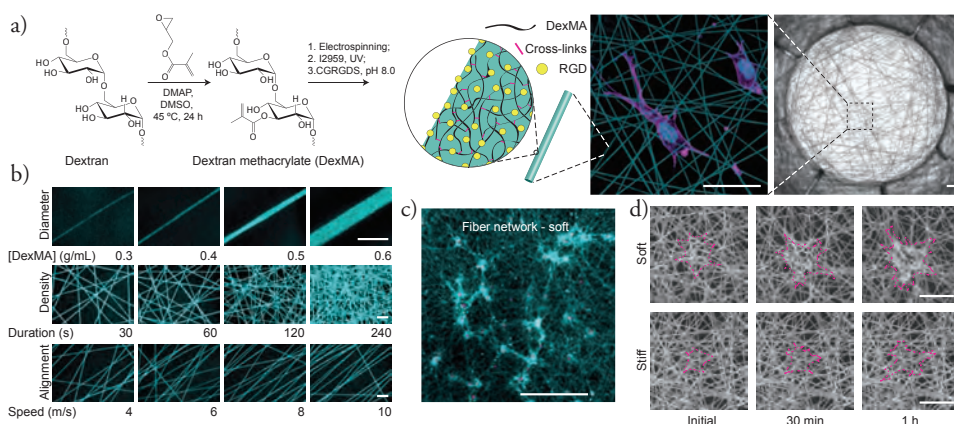 a)
O
O
O
DMAP,
DMSO,
45 ºC, 24 h
1. Electrospinning;
2. I2959, UV;
3.CGRGDS, pH 8.0
Dextran
Dextran methacrylate (DexMA)
DexMA
Cross-links
RGD
b)
Diameter
[DexMA] (g/mL) 0.3 0.4 0.5 0.6
Density
Duration (s) 30 60 120 240
Alignment
Speed (m/s) 4 6 8 10
c)
Fiber network - soft
d)
Soft
Stiff
Initial 30 min 1 h